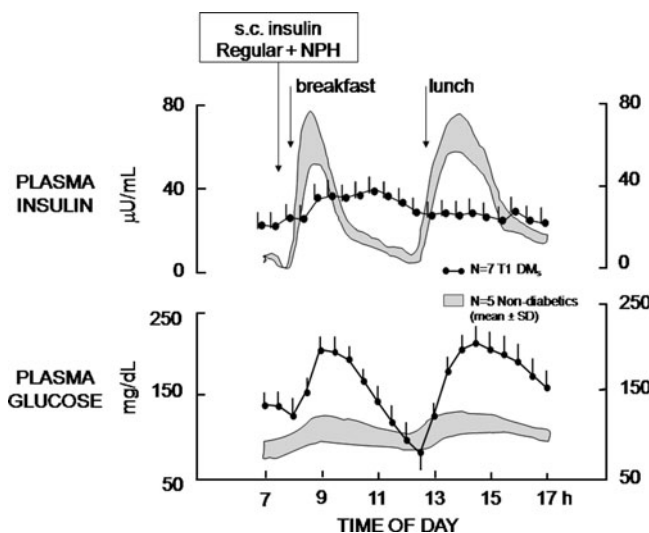 s.c. insulin
Regular + NPH
breakfast
lunch
80
80
PLASMA
INSULIN
µU/mL
40
40
0
0
N=7 T1 DMs
N=5 Non-diabetics
(mean ± SD)
250
250
PLASMA
GLUCOSE
mg/dL
150
150
50
50
7 9 11 13 15 17 h
TIME OF DAY